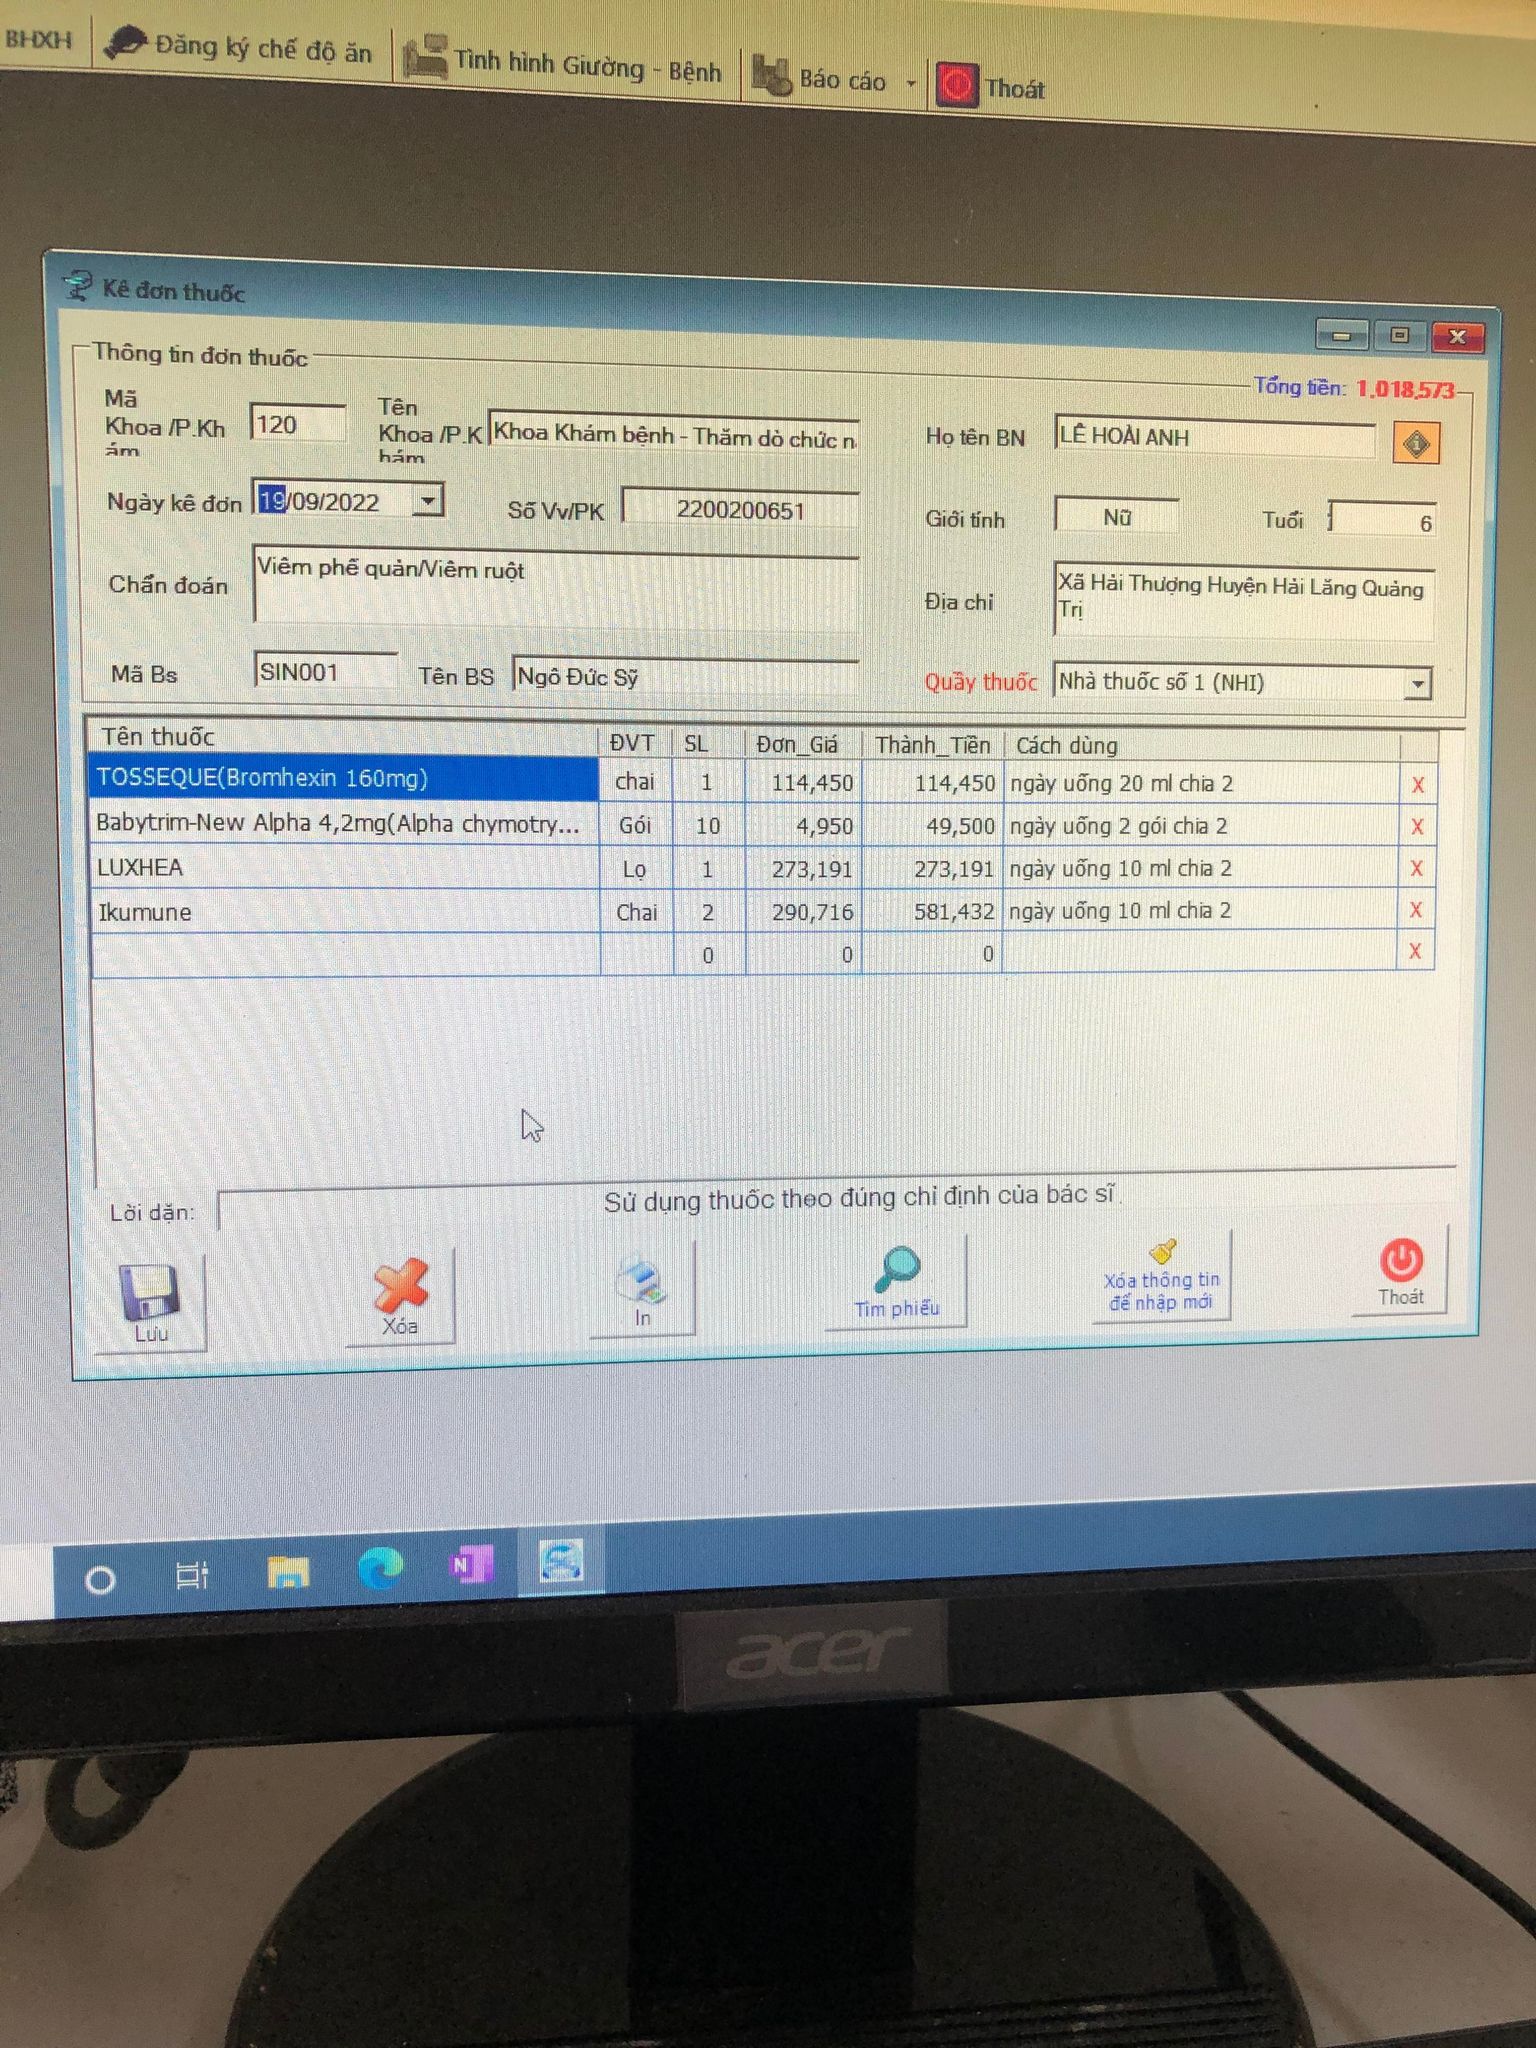 BHXH Đăng ký chế độ ăn Tình hình Giường - Bệnh Báo cáo Thoát
Kê đơn thuốc
Thông tin đơn thuốc
Tổng tiền: 1,018,573
Mã
Khoa /P.Kh
ám
120
Tên
Khoa /P.K
hám
Khoa Khám bệnh - Thăm dò chức n
Họ tên BN LÊ HOÀI ANH
Ngày kê đơn 19/09/2022 Số Vv/PK 2200200651
Giới tính Nữ Tuổi 6
Chẩn đoán Viêm phế quản/Viêm ruột
Địa chỉ Xã Hải Thượng Huyện Hải Lăng Quảng
Trị
Mã Bs SIN001 Tên BS Ngô Đức Sỹ
Quầy thuốc Nhà thuốc số 1 (NHI)
Tên thuốc ĐVT SL Đơn_Giá Thành_Tiền Cách dùng
TOSSEQUE(Bromhexin 160mg) chai 1 114,450 114,450 ngày uống 20 ml chia 2 X
Babytrim-New Alpha 4,2mg(Alpha chymotry... Gói 10 4,950 49,500 ngày uống 2 gói chia 2 X
LUXHEA Lọ 1 273,191 273,191 ngày uống 10 ml chia 2 X
Ikumune Chai 2 290,716 581,432 ngày uống 10 ml chia 2 X
0 0 0 X
Lời dặn: Sử dụng thuốc theo đúng chỉ định của bác sĩ
Lưu
Xóa
In
Tìm phiếu
Xóa thông tin
để nhập mới
Thoát
N
acer